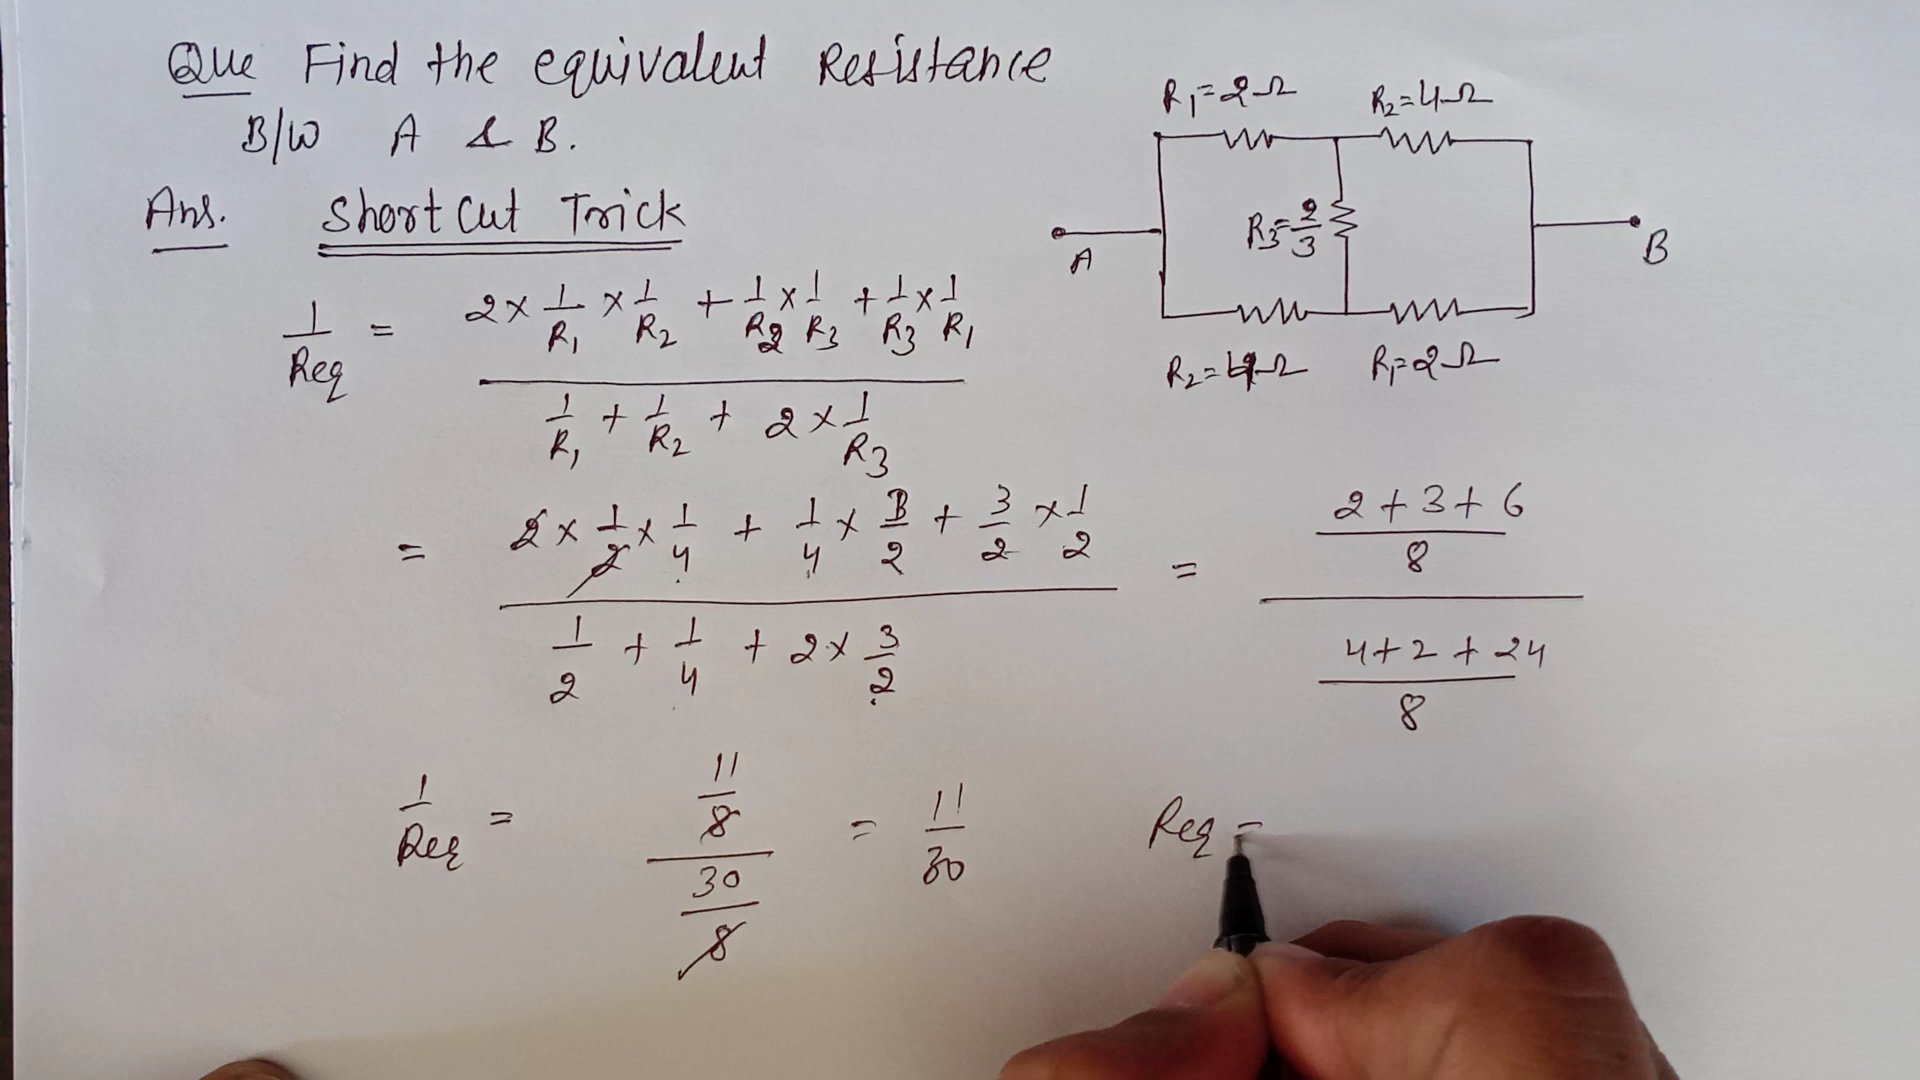 Que Find the equivalent Resistance
B/W A & B.
Ans. Shortcut Trick
R₁=2Ω R₂=4Ω
R₃=2/3
A B
R₂=4Ω R₁=2Ω
1/Req = (2×1/R₁×1/R₂ + 1/R₂×1/R₃ + 1/R₃×1/R₁) / (1/R₁ + 1/R₂ + 2×1/R₃)
= (2×1/2×1/4 + 1/4×3/2 + 3/2×1/2) / (1/2 + 1/4 + 2×3/2) = ((2+3+6)/8) / ((4+2+24)/8)
1/Req = (11/8) / (30/8) = 11/30 Req =